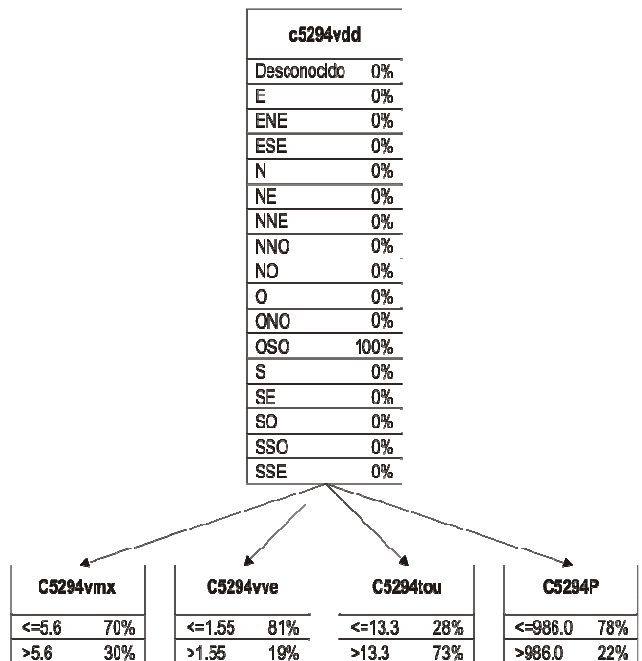 c5294vdd
Desconocido 0%
E 0%
ENE 0%
ESE 0%
N 0%
NE 0%
NNE 0%
NNO 0%
NO 0%
O 0%
ONO 0%
OSO 100%
S 0%
SE 0%
SO 0%
SSO 0%
SSE 0%
C5294vmx C5294vve C5294tou C5294P
<=5.6 70% <=1.55 81% <=13.3 28% <=986.0 78%
>5.6 30% >1.55 19% >13.3 73% >986.0 22%